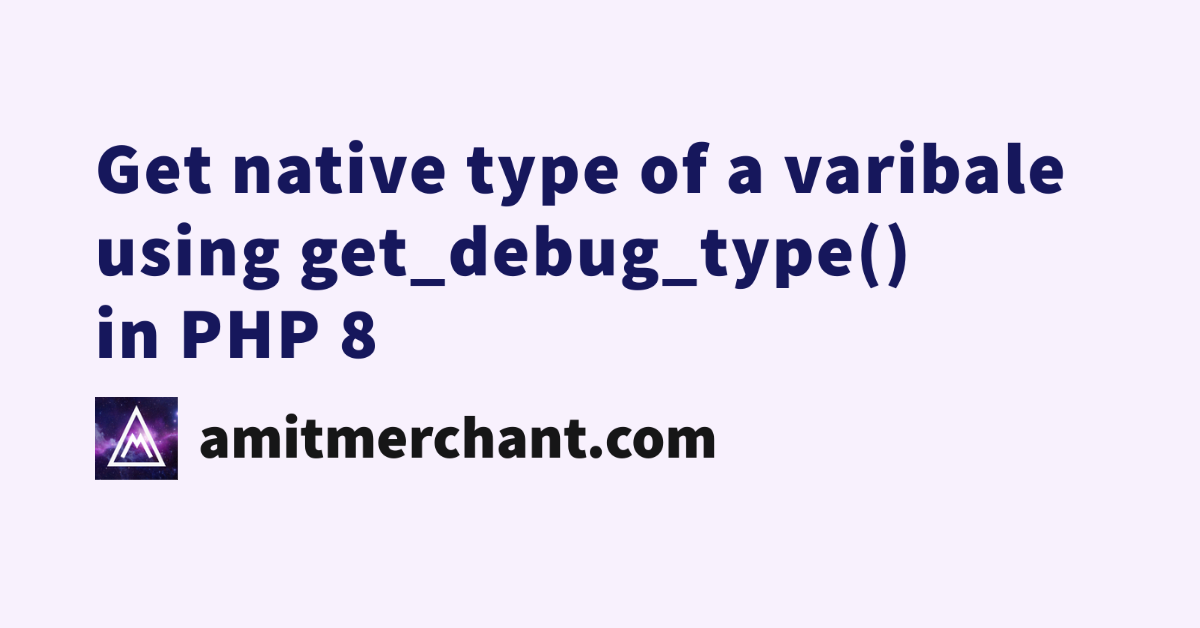 Get native type of a varibale
using get_debug_type()
in PHP 8
amitmerchant.com